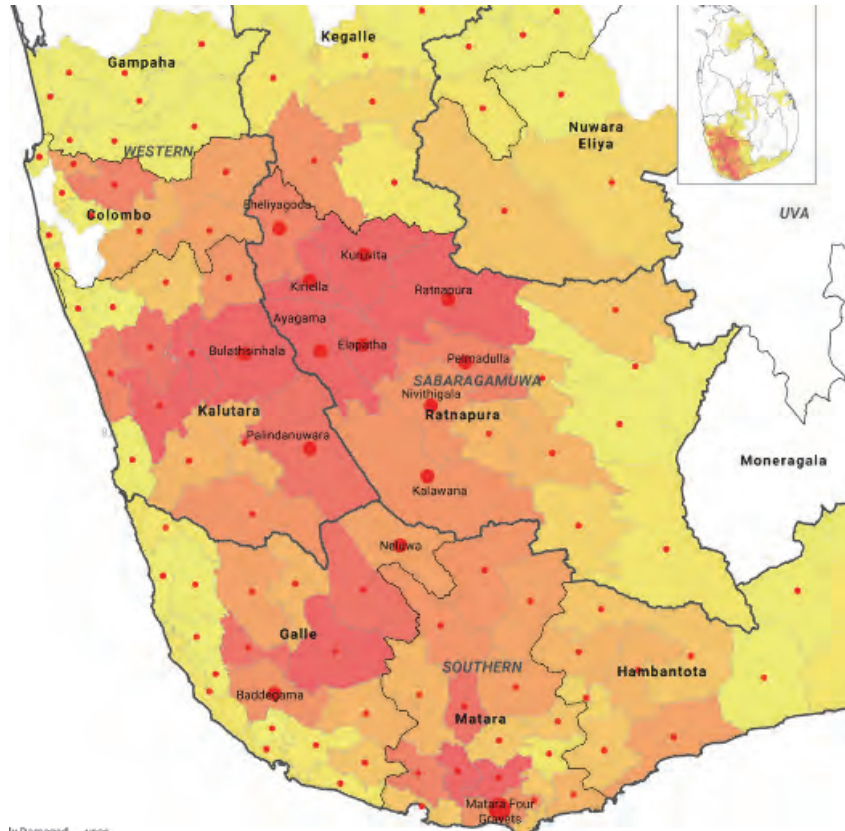 Kegalle
Gampaha
Nuwara
Eliya
WESTERN
UVA
Colombo
Eheliyagoda
Kuruvita
Kiriella
Ratnapura
Ayagama
Elapatha
Bulathsinhala
Pelmadulla
SABARAGAMUWA
Nivithigala
Kalutara
Ratnapura
Palindanuwara
Moneragala
Kalawana
Neluwa
Galle
SOUTHERN
Hambantota
Baddegama
Matara
Matara Four
Gravets